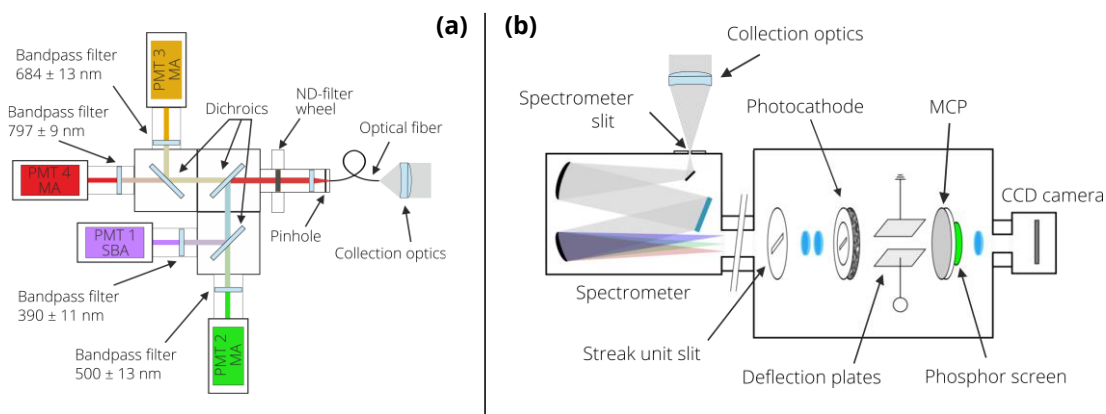 (a)
Bandpass filter
684 ± 13 nm
PMT 3
MA
Dichroics
ND-filter
wheel
Optical fiber
Bandpass filter
797 ± 9 nm
PMT 4
MA
PMT 1
SBA
Pinhole
Collection optics
Bandpass filter
390 ± 11 nm
PMT 2
MA
Bandpass filter
500 ± 13 nm
(b)
Collection optics
Spectrometer
slit
Photocathode
MCP
CCD camera
Spectrometer
Streak unit slit
Deflection plates
Phosphor screen